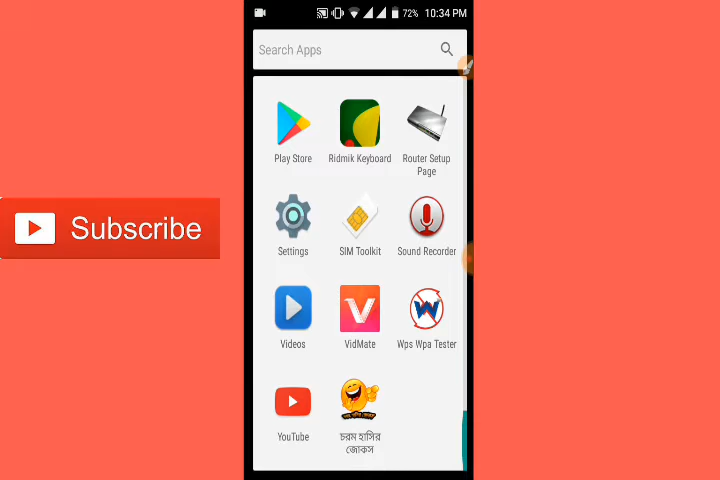 72% 10:34 PM
Search Apps
Play Store
Ridmik Keyboard
Router Setup
Page
Settings
SIM Toolkit
Sound Recorder
Subscribe
Videos
VidMate
Wps Wpa Tester
YouTube
চরম হাসির
জোকস